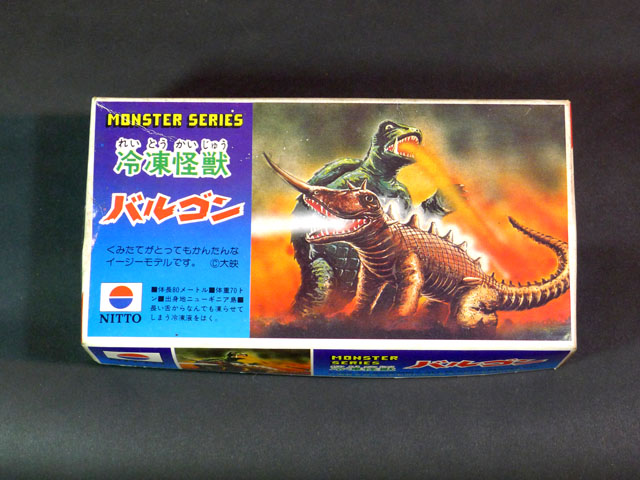 MONSTER SERIES
れいとうかいじゅう
冷凍怪獣
バルゴン
くみたてがとってもかんたんな
イージーモデルです。 ©大映
NITTO
■体長80メートル■体重70ト
ン■出身地ニューギニア島■
長い舌からなんでも凍らせて
しまう冷凍液をはく。
MONSTER
SERIES
冷凍怪獣
バルゴン